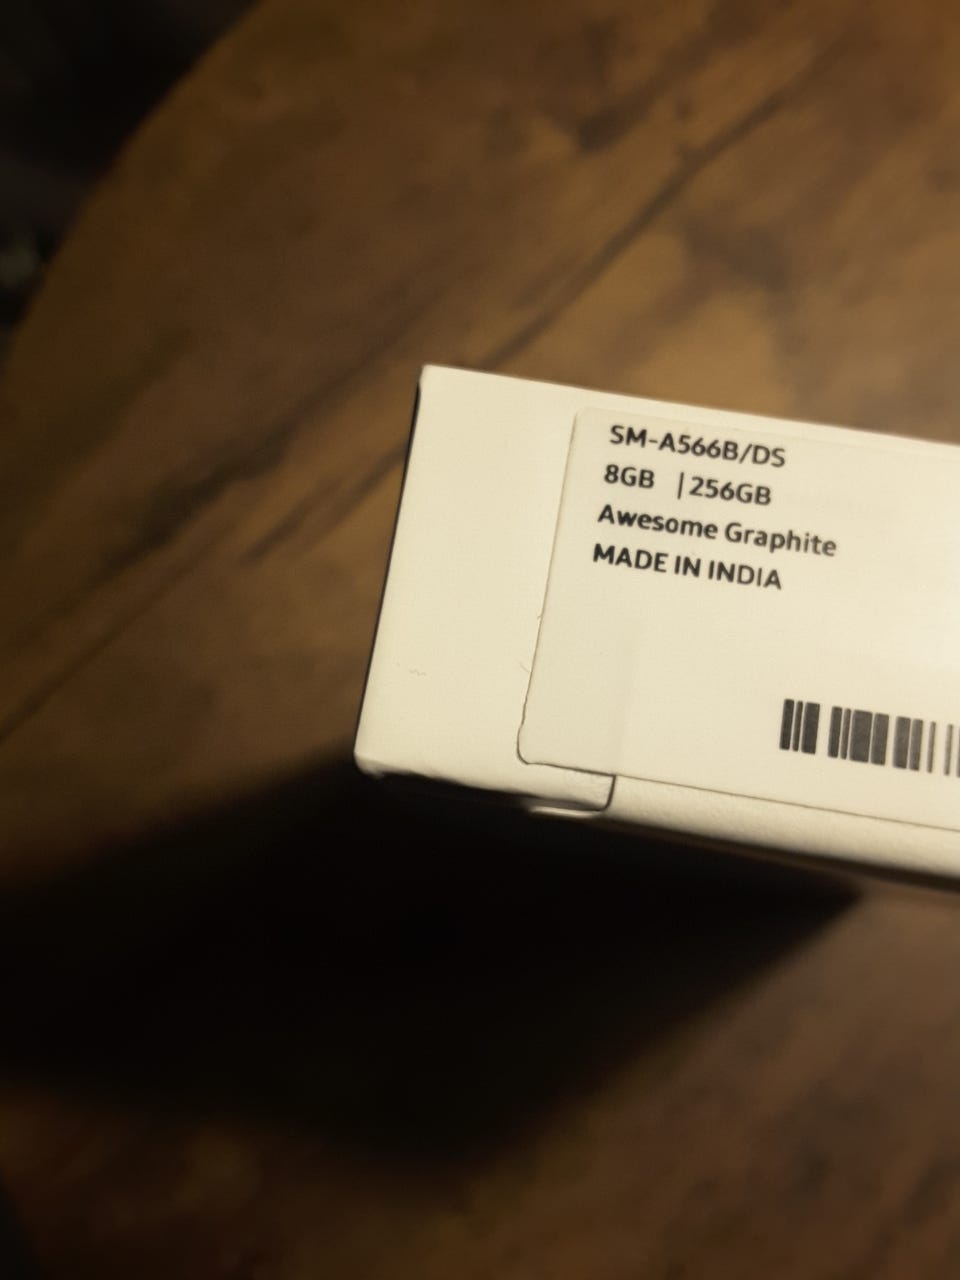 SM-A566B/DS
8GB | 256GB
Awesome Graphite
MADE IN INDIA